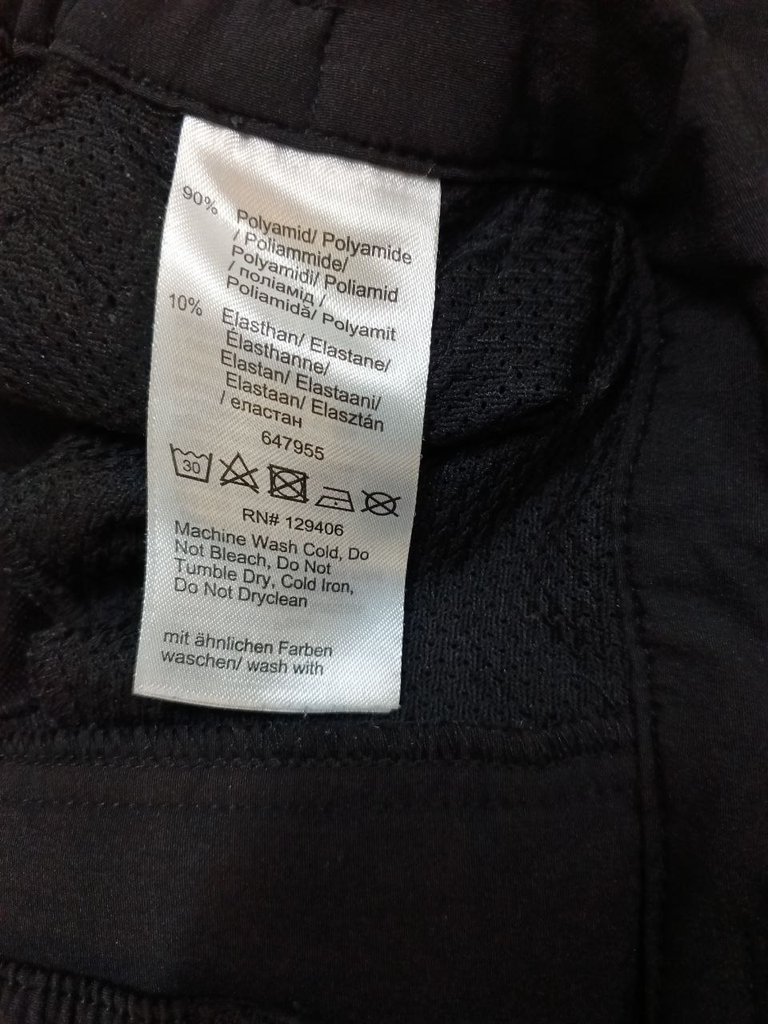 90% Polyamid/ Polyamide
/ Poliammide/
Polyamidi/ Poliamid
/ поліамід /
Poliamidă/ Polyamit
10% Elasthan/ Elastane/
Élasthanne/
Elastan/ Elastaani/
Elastaan/ Elasztán
/ еластан
647955
30
RN# 129406
Machine Wash Cold, Do
Not Bleach, Do Not
Tumble Dry, Cold Iron,
Do Not Dryclean
mit ähnlichen Farben
waschen/ wash with